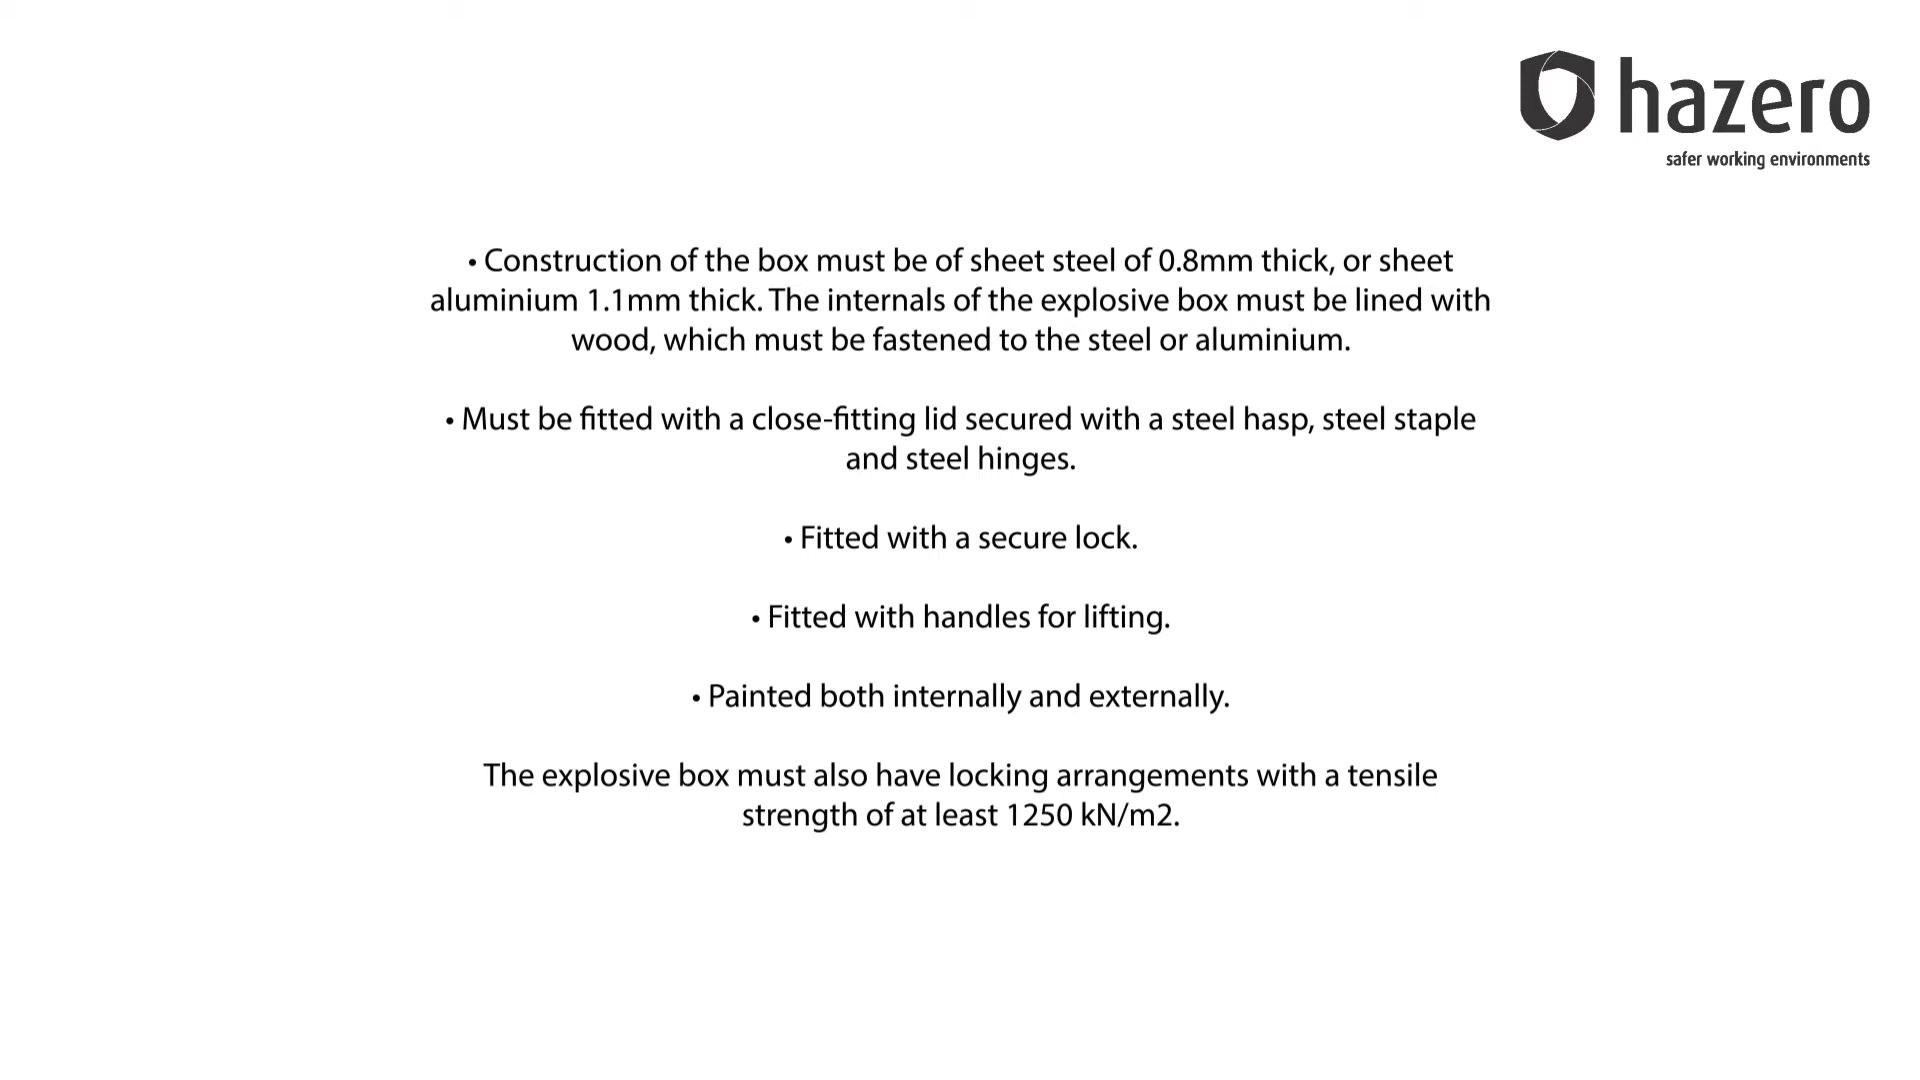 hazero
safer working environments
• Construction of the box must be of sheet steel of 0.8mm thick, or sheet
aluminium 1.1mm thick. The internals of the explosive box must be lined with
wood, which must be fastened to the steel or aluminium.
• Must be fitted with a close-fitting lid secured with a steel hasp, steel staple
and steel hinges.
• Fitted with a secure lock.
• Fitted with handles for lifting.
• Painted both internally and externally.
The explosive box must also have locking arrangements with a tensile
strength of at least 1250 kN/m2.